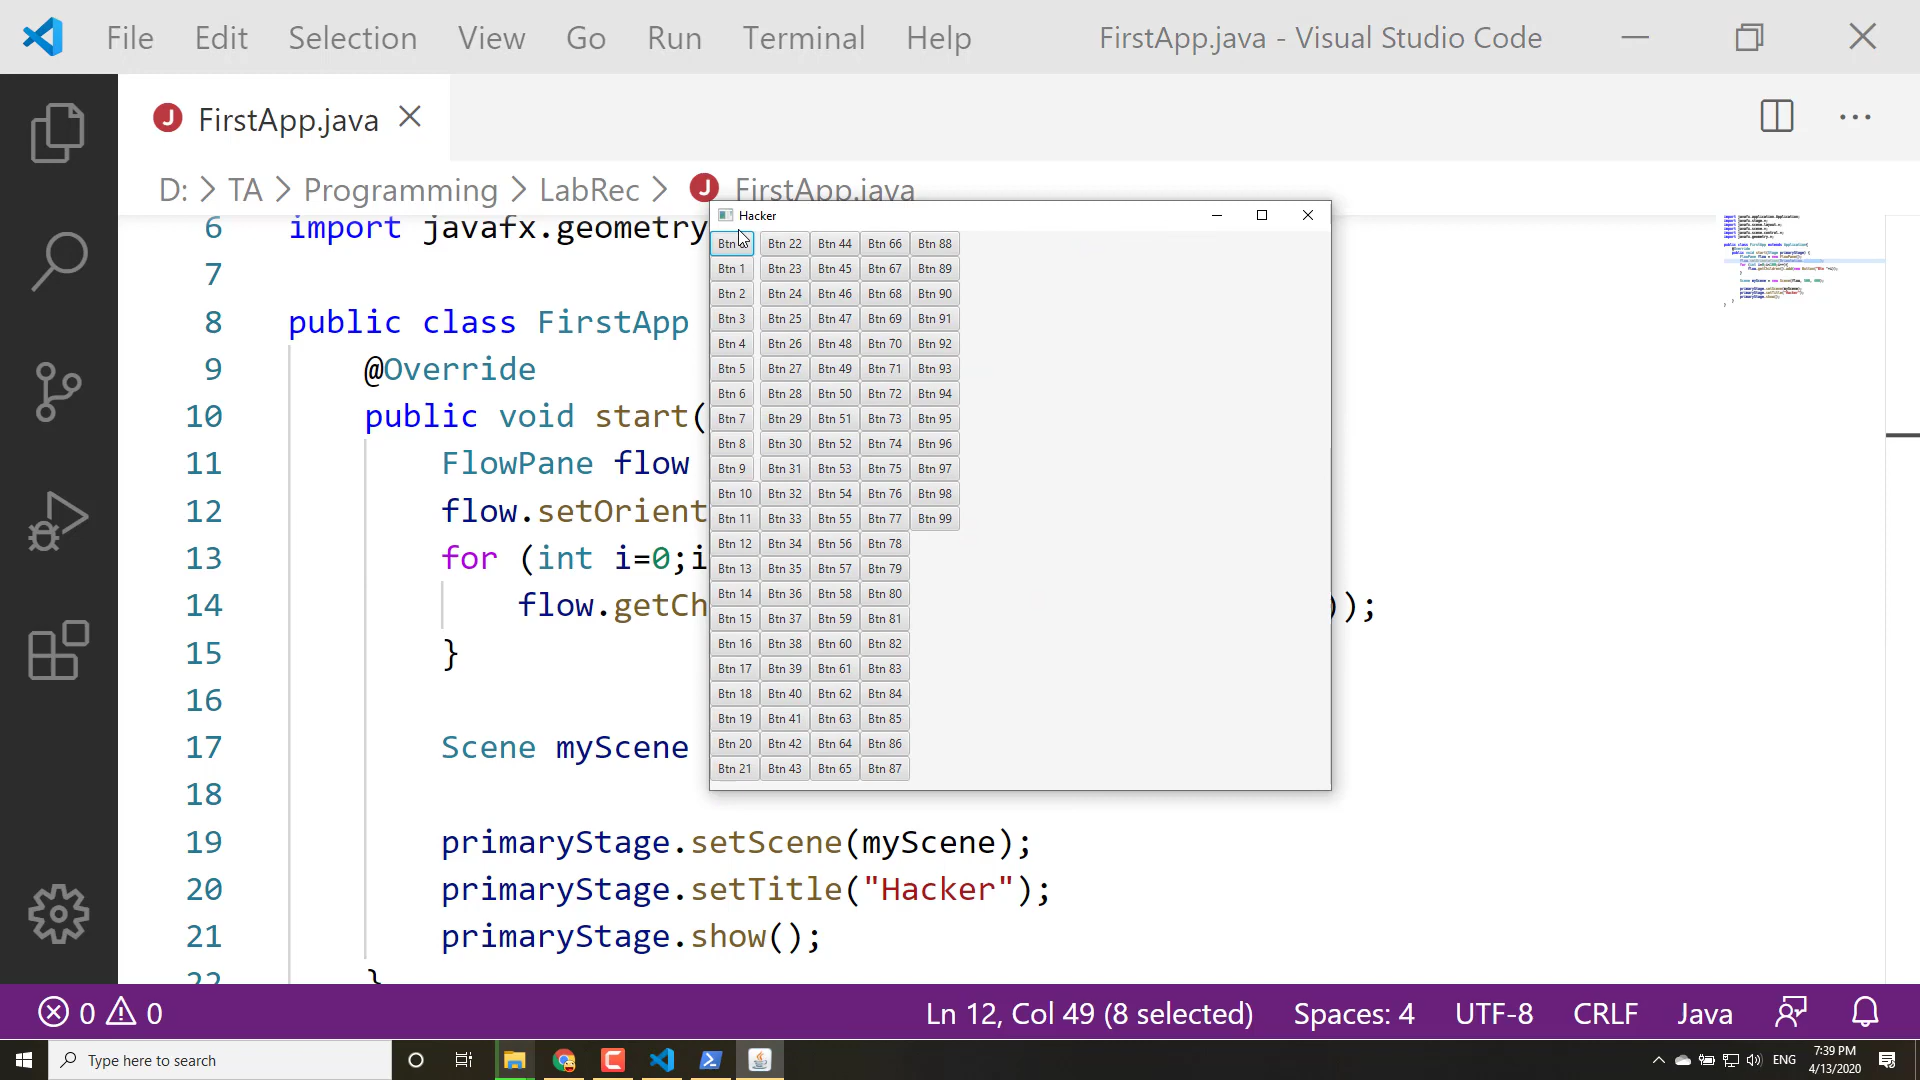 File Edit Selection View Go Run Terminal Help FirstApp.java - Visual Studio Code
J FirstApp.java
D: > TA > Programming > LabRec > J FirstApp.java
6 import javafx.geometry
7
8 public class FirstApp
9 @Override
10 public void start(
11 FlowPane flow
12 flow.setOrient
13 for (int i=0;i
14 flow.getCh ));
15 }
16
17 Scene myScene
18
19 primaryStage.setScene(myScene);
20 primaryStage.setTitle("Hacker");
21 primaryStage.show();
22 }
Hacker
Btn Btn 22 Btn 44 Btn 66 Btn 88
Btn 1 Btn 23 Btn 45 Btn 67 Btn 89
Btn 2 Btn 24 Btn 46 Btn 68 Btn 90
Btn 3 Btn 25 Btn 47 Btn 69 Btn 91
Btn 4 Btn 26 Btn 48 Btn 70 Btn 92
Btn 5 Btn 27 Btn 49 Btn 71 Btn 93
Btn 6 Btn 28 Btn 50 Btn 72 Btn 94
Btn 7 Btn 29 Btn 51 Btn 73 Btn 95
Btn 8 Btn 30 Btn 52 Btn 74 Btn 96
Btn 9 Btn 31 Btn 53 Btn 75 Btn 97
Btn 10 Btn 32 Btn 54 Btn 76 Btn 98
Btn 11 Btn 33 Btn 55 Btn 77 Btn 99
Btn 12 Btn 34 Btn 56 Btn 78
Btn 13 Btn 35 Btn 57 Btn 79
Btn 14 Btn 36 Btn 58 Btn 80
Btn 15 Btn 37 Btn 59 Btn 81
Btn 16 Btn 38 Btn 60 Btn 82
Btn 17 Btn 39 Btn 61 Btn 83
Btn 18 Btn 40 Btn 62 Btn 84
Btn 19 Btn 41 Btn 63 Btn 85
Btn 20 Btn 42 Btn 64 Btn 86
Btn 21 Btn 43 Btn 65 Btn 87
0 0 Ln 12, Col 49 (8 selected) Spaces: 4 UTF-8 CRLF Java
Type here to search ENG 7:39 PM
4/13/2020